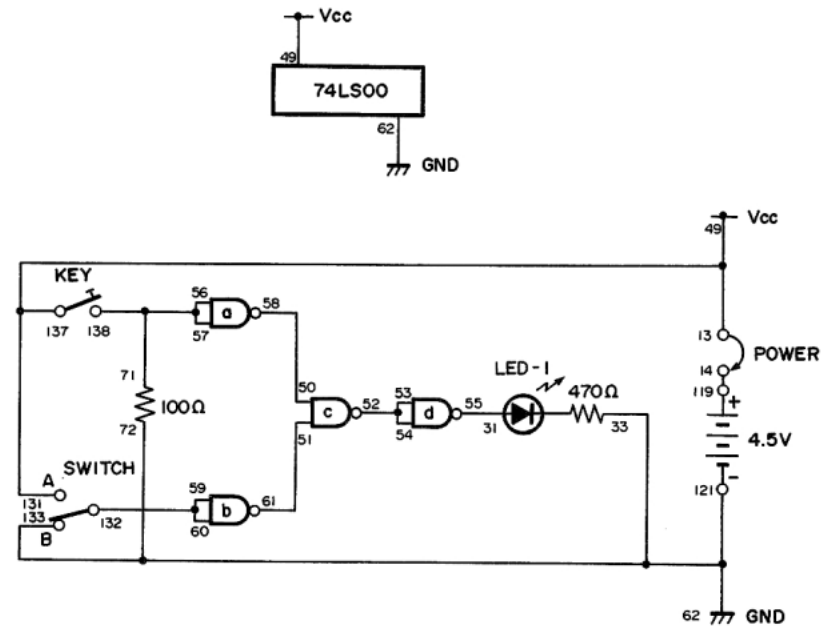 Vcc
49
74LS00
62
GND
Vcc
49
KEY
137 138
56
57
a
58
13
14
POWER
119
+
4.5V
-
121
71
100Ω
72
50
51
c
52
53
54
d
55
LED-1
31
470Ω
33
SWITCH
A
131
133
B
132
59
60
b
61
62
GND